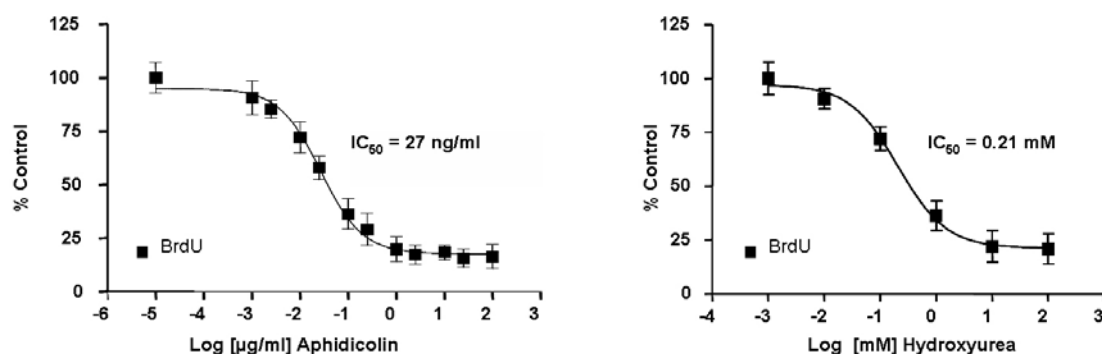 125
100
75
50
25
0
% Control
IC50 = 27 ng/ml
BrdU
-6 -5 -4 -3 -2 -1 0 1 2 3
Log [µg/ml] Aphidicolin
125
100
75
50
25
0
% Control
IC50 = 0.21 mM
BrdU
-4 -3 -2 -1 0 1 2 3
Log [mM] Hydroxyurea